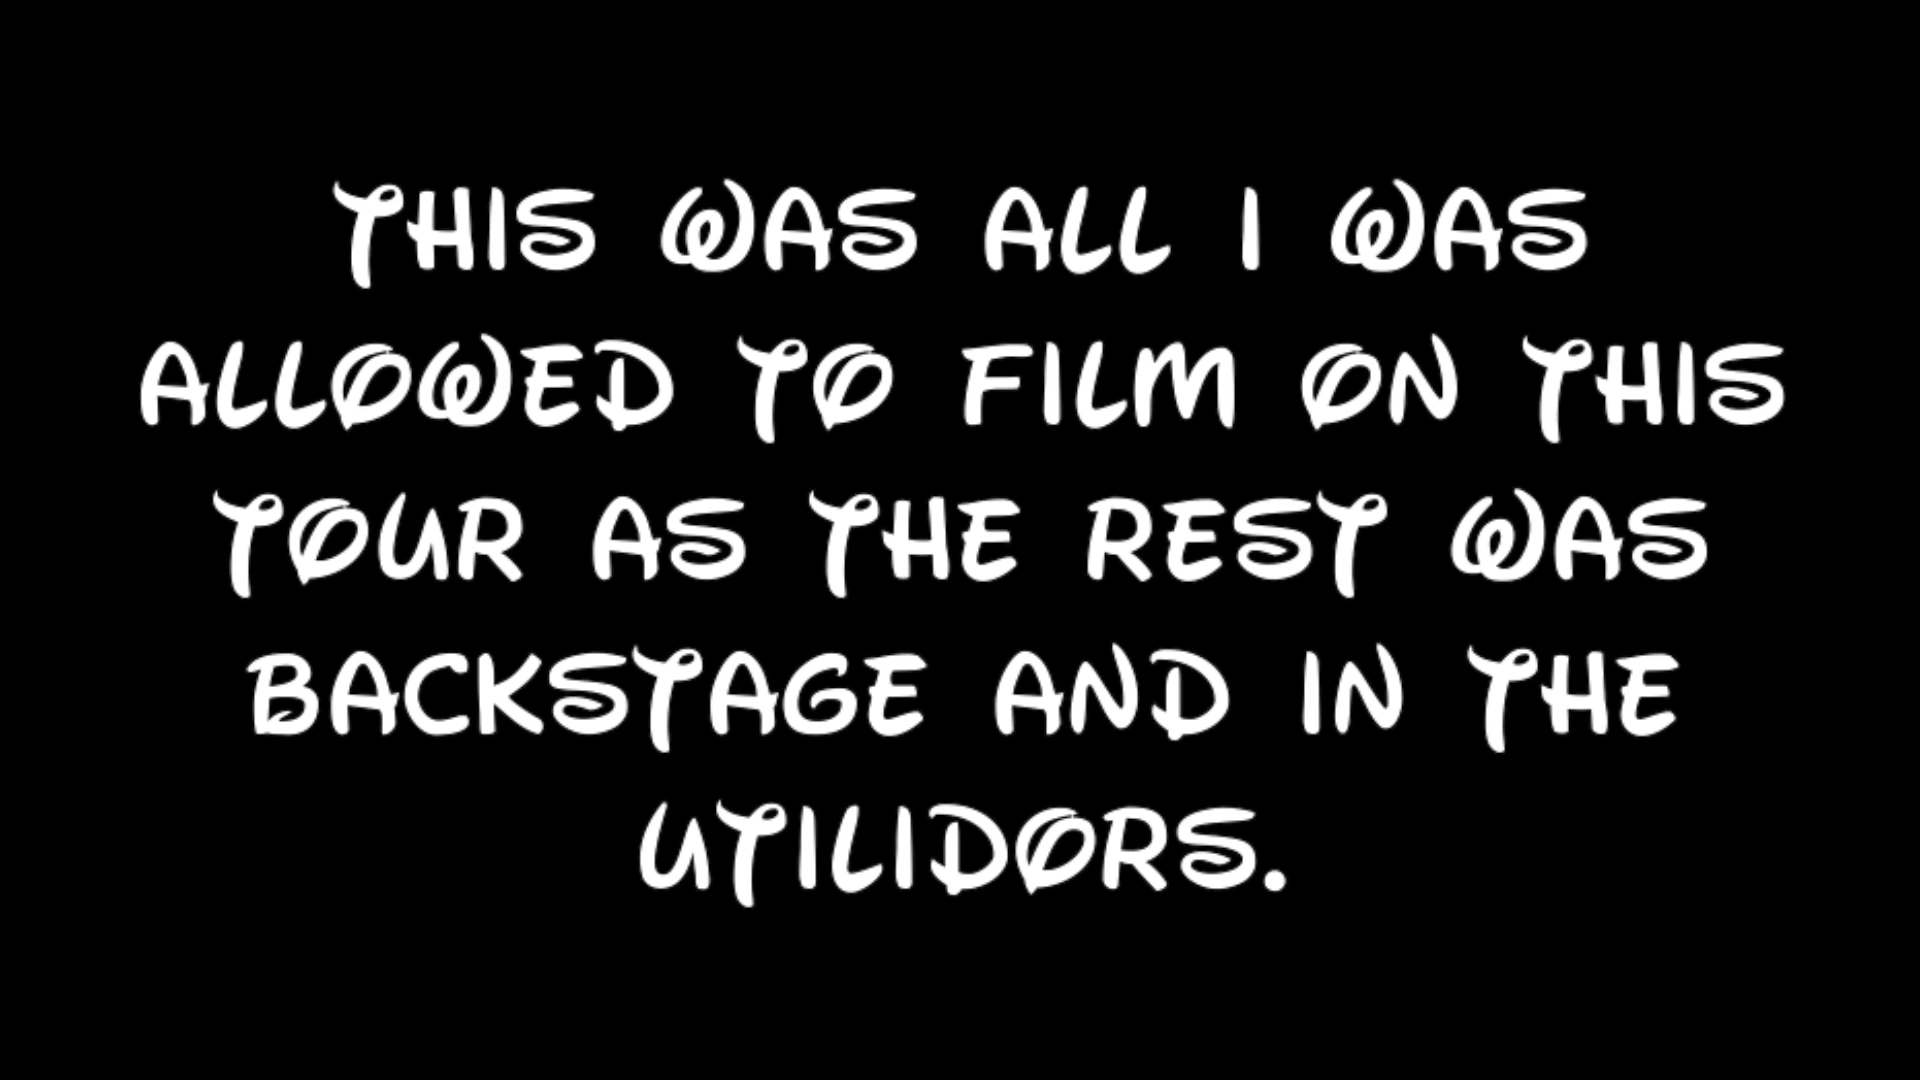 THIS WAS ALL I WAS
ALLOWED TO FILM ON THIS
TOUR AS THE REST WAS
BACKSTAGE AND IN THE
UTILIDORS.